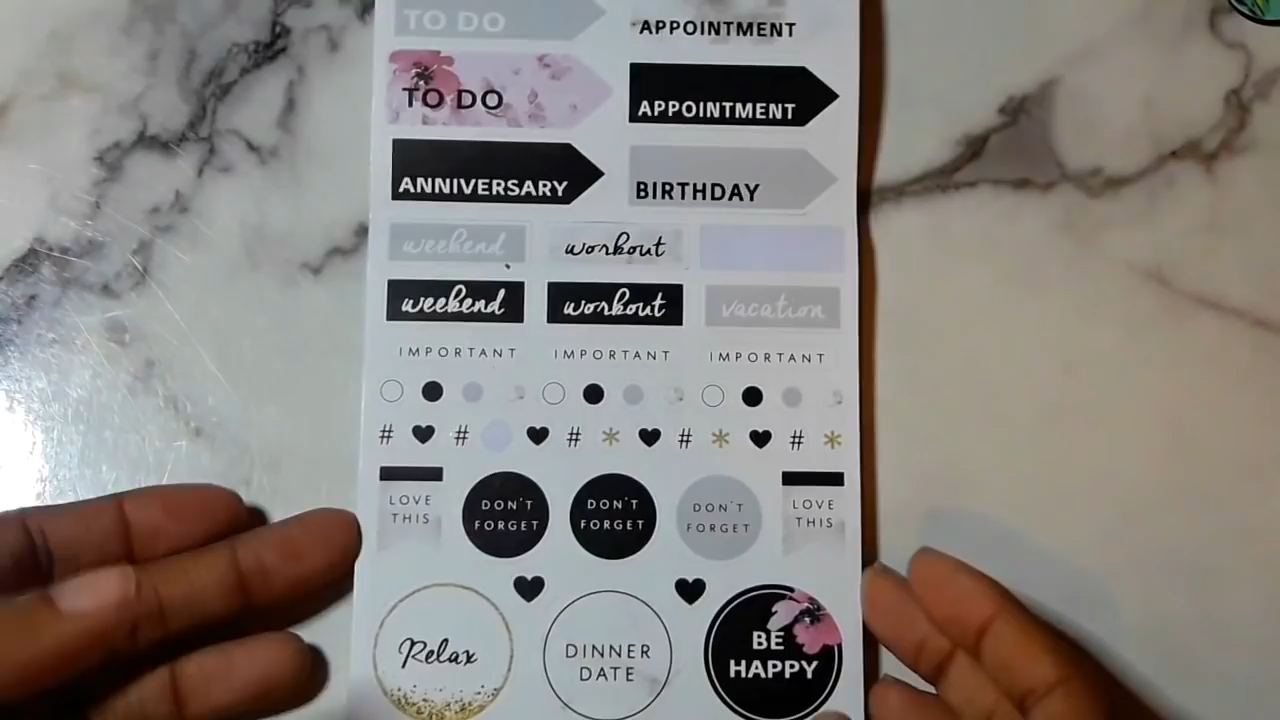 TO DO
APPOINTMENT
TO DO
APPOINTMENT
ANNIVERSARY
BIRTHDAY
weekend
workout
weekend
workout
vacation
IMPORTANT
IMPORTANT
IMPORTANT
# # # # #
LOVE
THIS
DON'T
FORGET
DON'T
FORGET
DON'T
FORGET
LOVE
THIS
Relax
DINNER
DATE
BE
HAPPY